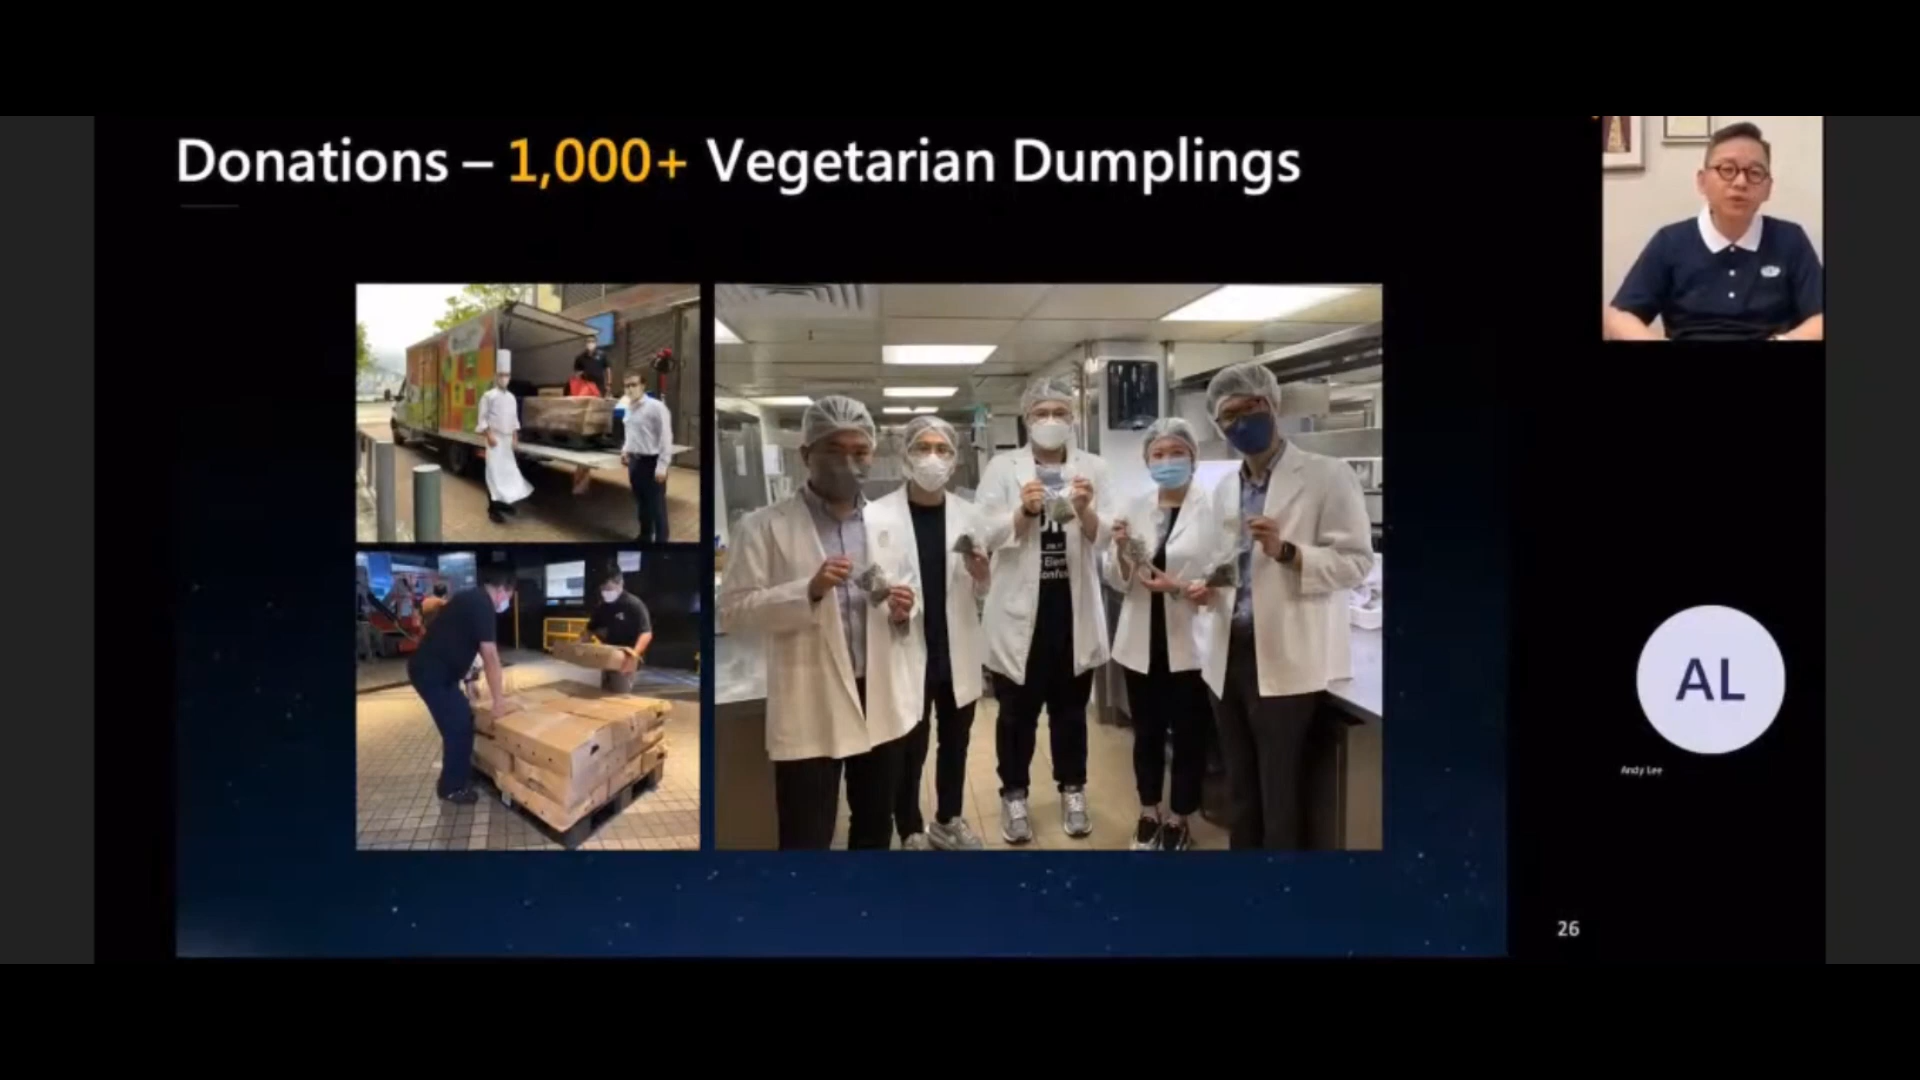 Donations – 1,000+ Vegetarian Dumplings
AL
Andy Lee
26